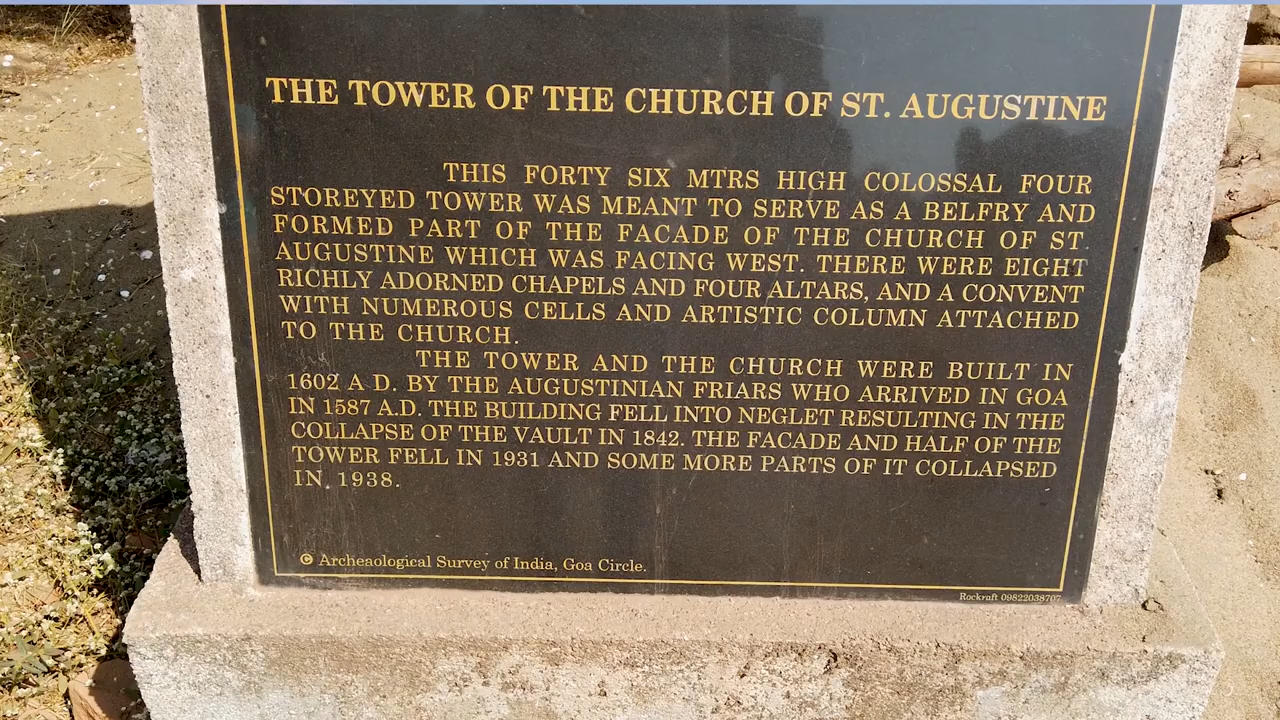 THE TOWER OF THE CHURCH OF ST. AUGUSTINE
THIS FORTY SIX MTRS HIGH COLOSSAL FOUR
STOREYED TOWER WAS MEANT TO SERVE AS A BELFRY AND
FORMED PART OF THE FACADE OF THE CHURCH OF ST.
AUGUSTINE WHICH WAS FACING WEST. THERE WERE EIGHT
RICHLY ADORNED CHAPELS AND FOUR ALTARS, AND A CONVENT
WITH NUMEROUS CELLS AND ARTISTIC COLUMN ATTACHED
TO THE CHURCH.
THE TOWER AND THE CHURCH WERE BUILT IN
1602 A D. BY THE AUGUSTINIAN FRIARS WHO ARRIVED IN GOA
IN 1587 A.D. THE BUILDING FELL INTO NEGLET RESULTING IN THE
COLLAPSE OF THE VAULT IN 1842. THE FACADE AND HALF OF THE
TOWER FELL IN 1931 AND SOME MORE PARTS OF IT COLLAPSED
IN 1938.
© Archeaological Survey of India, Goa Circle.
Rockraft 09822038707